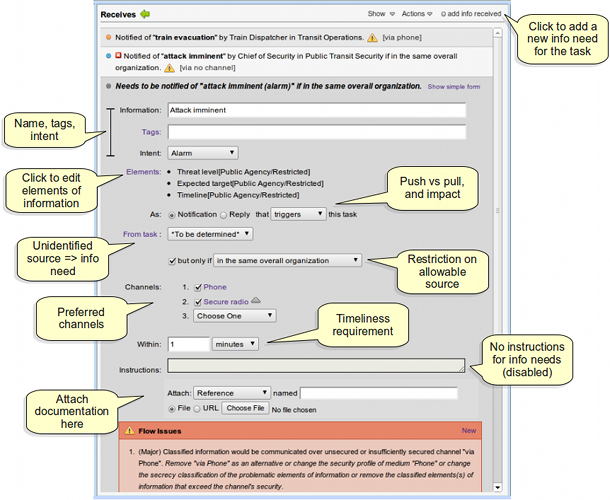 Receives
Show
Actions
add info received
Click to add a
new info need
for the task
Notified of "train evacuation" by Train Dispatcher in Transit Operations. [via phone]
Notified of "attack imminent" by Chief of Security in Public Transit Security if in the same overall
organization. [via no channel]
Needs to be notified of "attack imminent (alarm)" if in the same overall organization.
Show simple form
Name, tags,
intent
Information:
Attack imminent
Tags:
Intent:
Alarm
Click to edit
elements of
information
Elements:
Threat level[Public Agency/Restricted)
Expected target[Public Agency/Restricted)
Timeline[Public Agency/Restricted)
Push vs pull,
and impact
As: Notification Reply that triggers this task
Unidentified
source => info
need
From task :
*To be determined*
but only if in the same overall organization
Restriction on
allowable
source
Preferred
channels
Channels:
1. Phone
2. Secure radio
3. Choose One
Timeliness
requirement
Within: 1 minutes
No instructions
for info needs
(disabled)
Instructions:
Attach
documentation
here
Attach: Reference named
File URL Choose File No file chosen
Flow Issues
New
1. (Major) Classified information would be communicated over unsecured or insufficiently secured channel "via
Phone". Remove "via Phone" as an alternative or change the security profile of medium "Phone" or change
the secrecy classification of the problematic elements of information or remove the classified elements(s) of
information that exceed the channel's security.